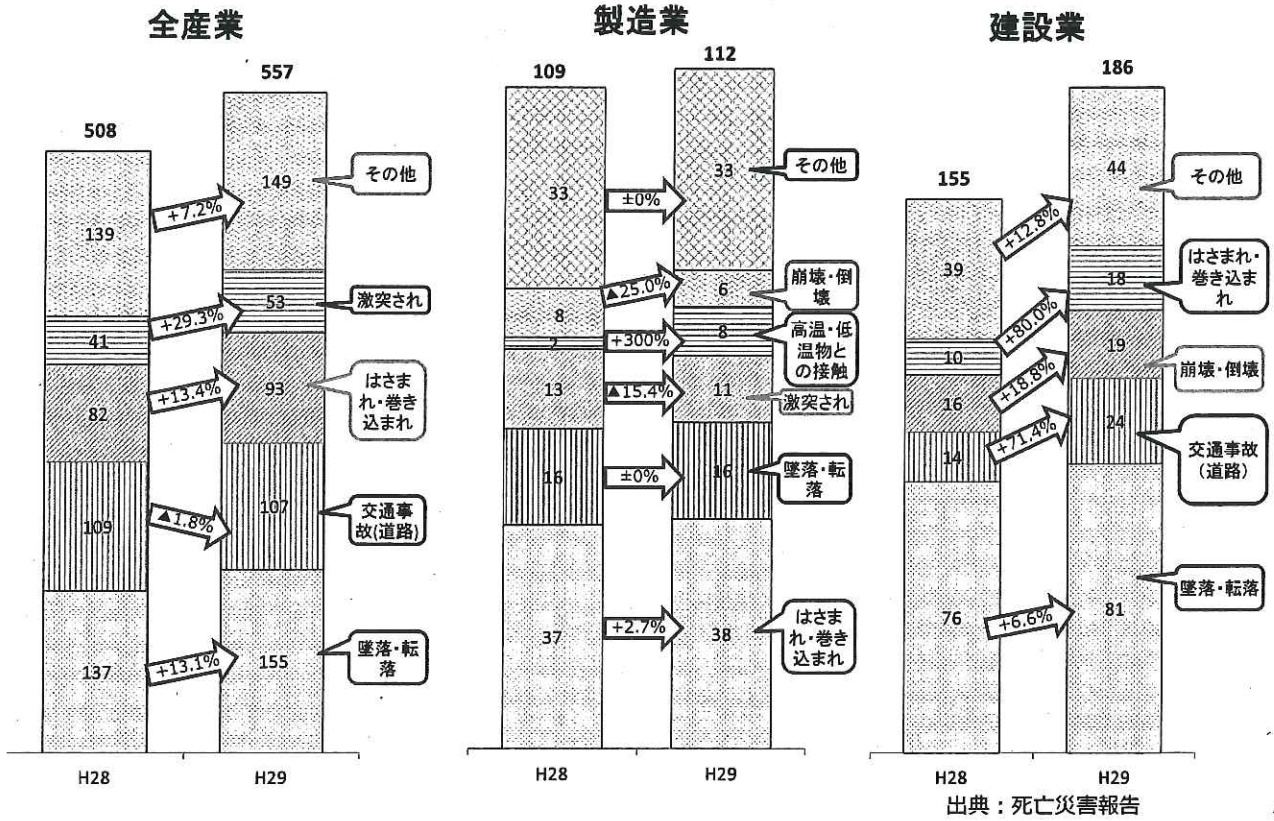 全産業
557
508
149
その他
+7.2%
139
53
激突され
+29.3%
41
93
はさま
れ・巻き
込まれ
+13.4%
82
107
交通事
故(道路)
▲1.8%
109
155
墜落・転
落
+13.1%
137
H28
H29
製造業
109
112
33
その他
±0%
33
6
崩壊・倒
壊
▲25.0%
8
8
高温・低
温物と
の接触
+300%
2
11
激突され
▲15.4%
13
16
墜落・転
落
±0%
16
38
はさま
れ・巻き
込まれ
+2.7%
37
H28
H29
建設業
186
155
44
その他
+12.8%
39
18
はさまれ・
巻き込ま
れ
+80.0%
10
19
崩壊・倒壊
+18.8%
16
24
交通事故
(道路)
+71.4%
14
81
墜落・転落
+6.6%
76
H28
H29
出典：死亡災害報告